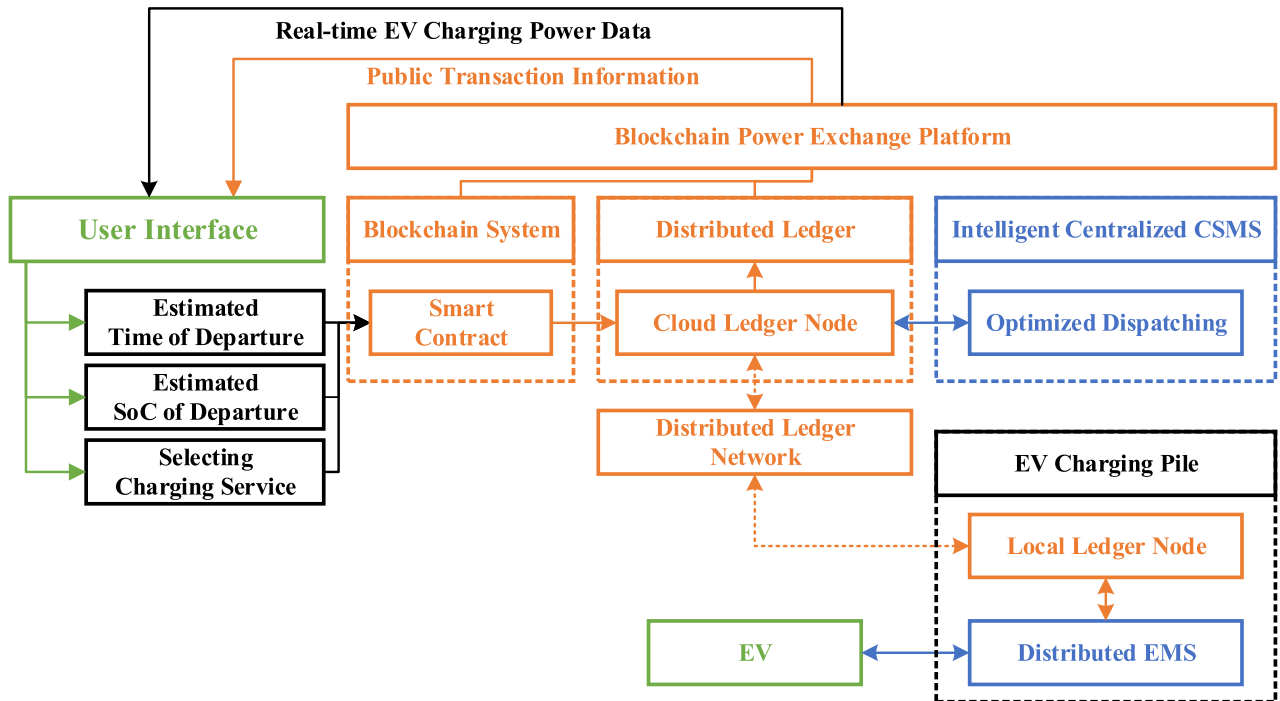 Real-time EV Charging Power Data
Public Transaction Information
Blockchain Power Exchange Platform
User Interface
Blockchain System
Distributed Ledger
Intelligent Centralized CSMS
Estimated
Time of Departure
Smart
Contract
Cloud Ledger Node
Optimized Dispatching
Estimated
SoC of Departure
Distributed Ledger
Network
Selecting
Charging Service
EV Charging Pile
Local Ledger Node
EV
Distributed EMS